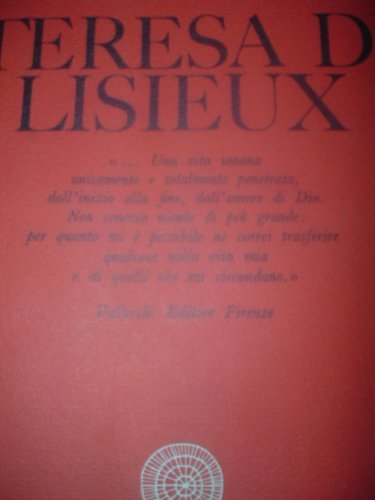 TERESA D
LISIEUX
«.... Una vita umana
unicamente e totalmente penetrata,
dall'inizio alla fine, dall'amore di Dio.
Non conosco niente di più grande:
per quanto mi è possibile ne vorrei trasferire
qualcosa nella vita mia
e di quelli che mi circondano.»
Vallecchi Editore Firenze